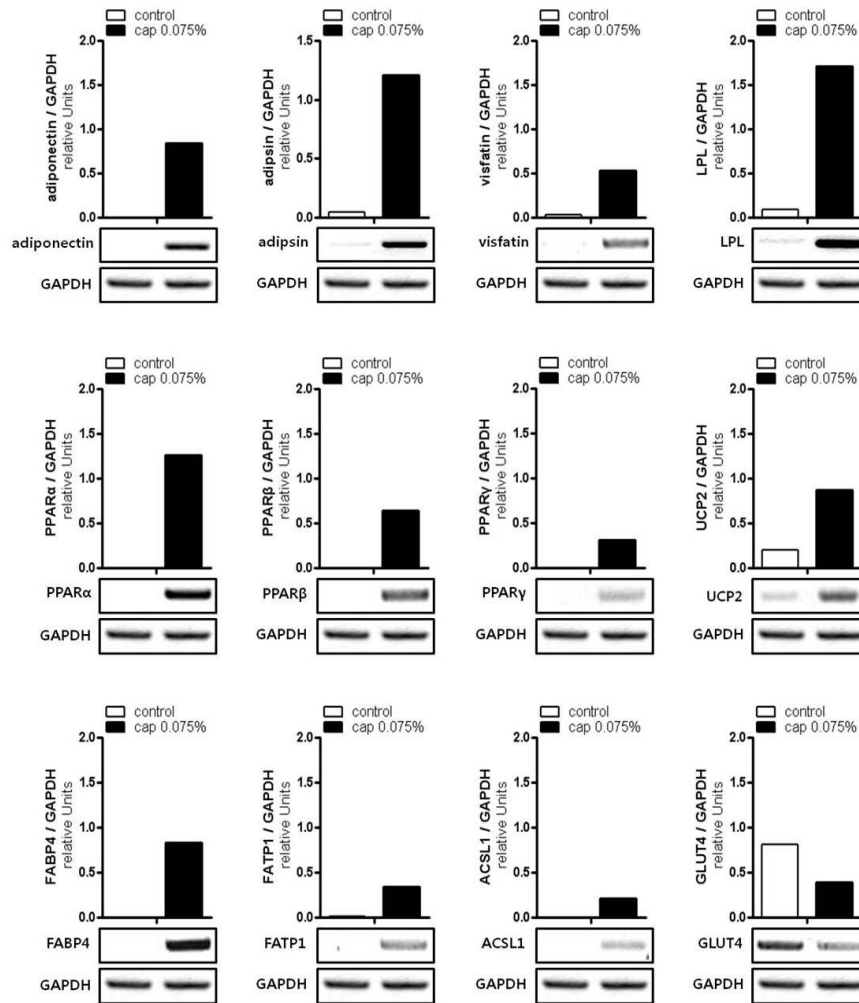 control
cap 0.075%
adiponectin / GAPDH
relative Units
2.0
1.5
1.0
0.5
0.0
adiponectin
GAPDH
control
cap 0.075%
adipsin / GAPDH
relative Units
1.5
1.0
0.5
0.0
adipsin
GAPDH
control
cap 0.075%
visfatin / GAPDH
relative Units
2.0
1.5
1.0
0.5
0.0
visfatin
GAPDH
control
cap 0.075%
LPL / GAPDH
relative Units
2.0
1.5
1.0
0.5
0.0
LPL
GAPDH
control
cap 0.075%
PPARα / GAPDH
relative Units
2.0
1.5
1.0
0.5
0.0
PPARα
GAPDH
control
cap 0.075%
PPARβ / GAPDH
relative Units
2.0
1.5
1.0
0.5
0.0
PPARβ
GAPDH
control
cap 0.075%
PPARγ / GAPDH
relative Units
2.0
1.5
1.0
0.5
0.0
PPARγ
GAPDH
control
cap 0.075%
UCP2 / GAPDH
relative Units
2.0
1.5
1.0
0.5
0.0
UCP2
GAPDH
control
cap 0.075%
FABP4 / GAPDH
relative Units
2.0
1.5
1.0
0.5
0.0
FABP4
GAPDH
control
cap 0.075%
FATP1 / GAPDH
relative Units
2.0
1.5
1.0
0.5
0.0
FATP1
GAPDH
control
cap 0.075%
ACSL1 / GAPDH
relative Units
2.0
1.5
1.0
0.5
0.0
ACSL1
GAPDH
control
cap 0.075%
GLUT4 / GAPDH
relative Units
2.0
1.5
1.0
0.5
0.0
GLUT4
GAPDH